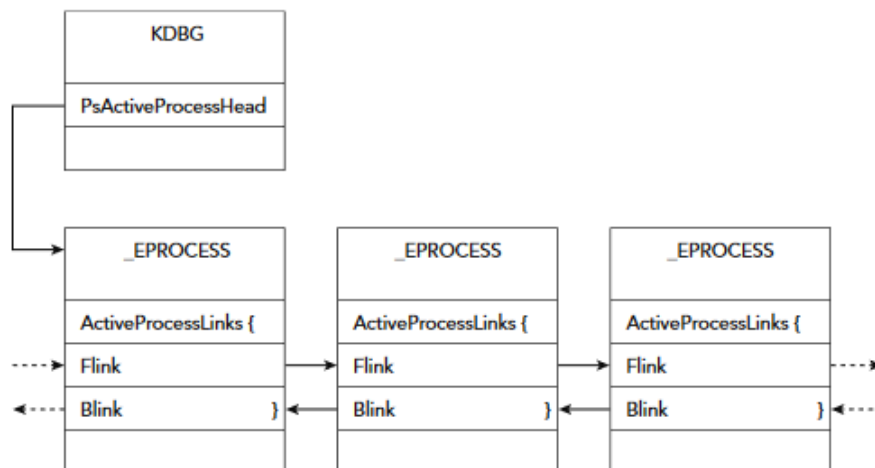 KDBG
PsActiveProcessHead
_EPROCESS
ActiveProcessLinks {
Flink
Blink }
_EPROCESS
ActiveProcessLinks {
Flink
Blink }
_EPROCESS
ActiveProcessLinks {
Flink
Blink }